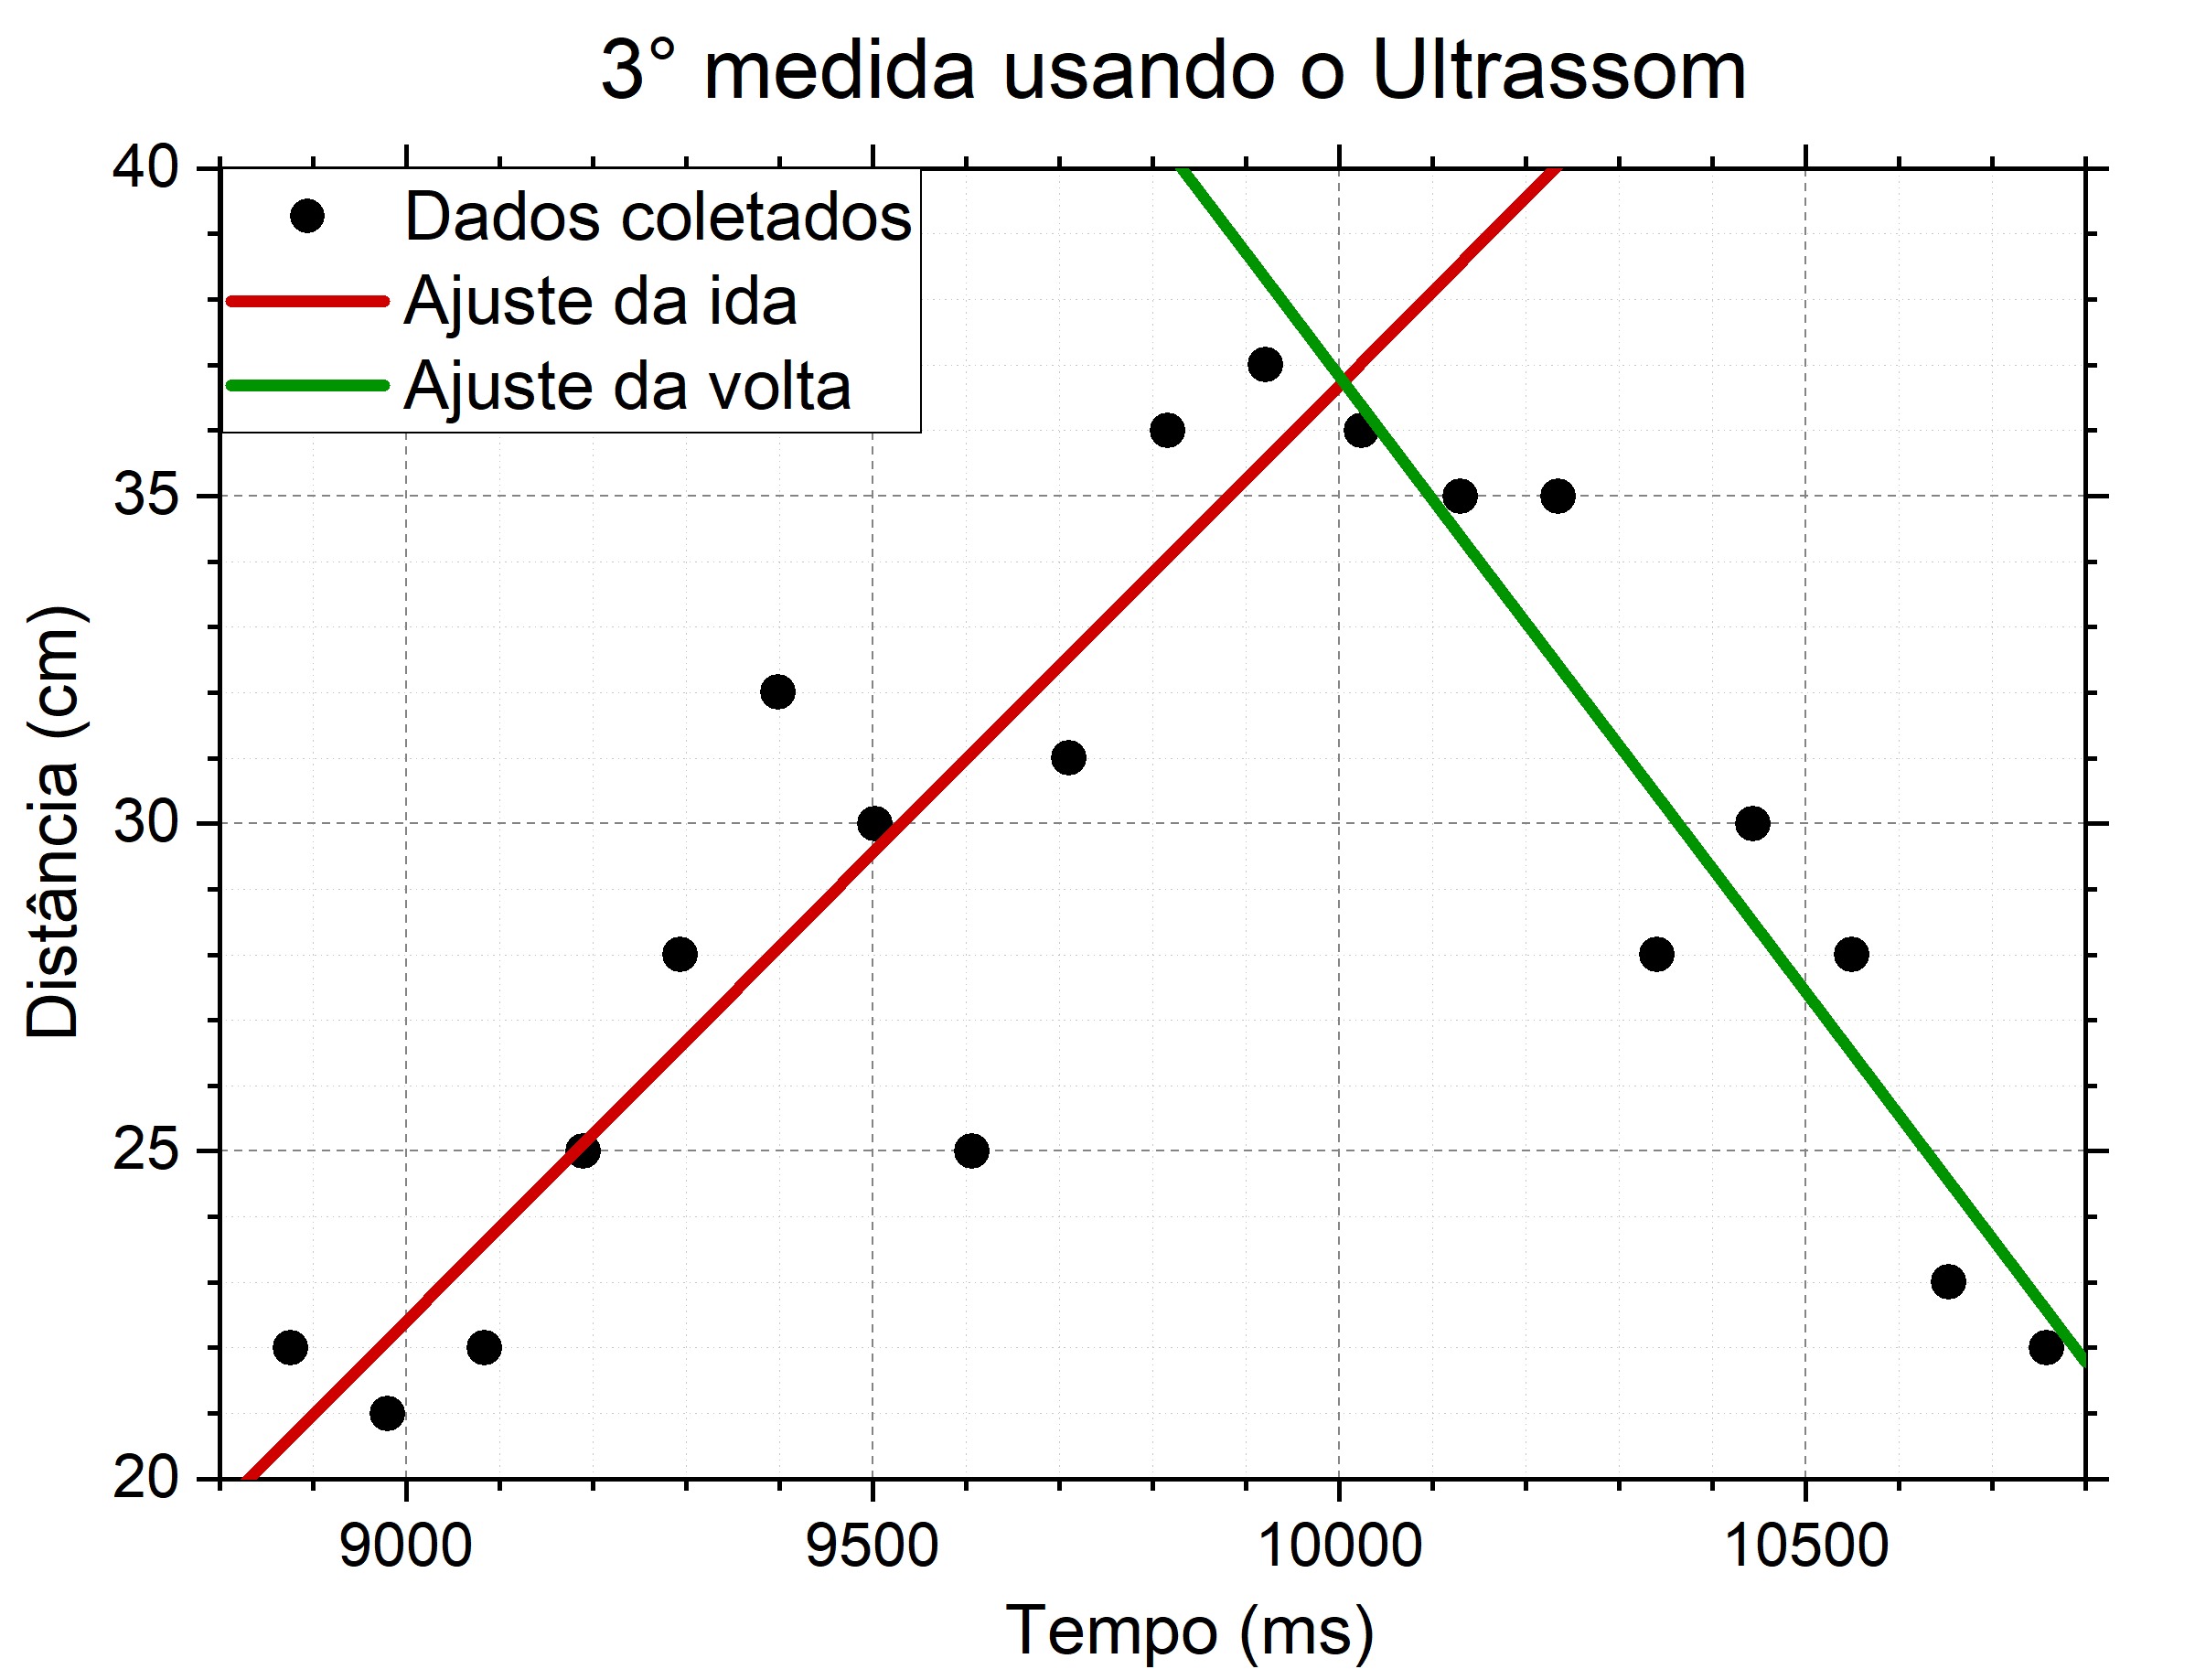 3° medida usando o Ultrassom
Dados coletados
Ajuste da ida
Ajuste da volta
40
35
30
25
20
Distância (cm)
9000 9500 10000 10500
Tempo (ms)